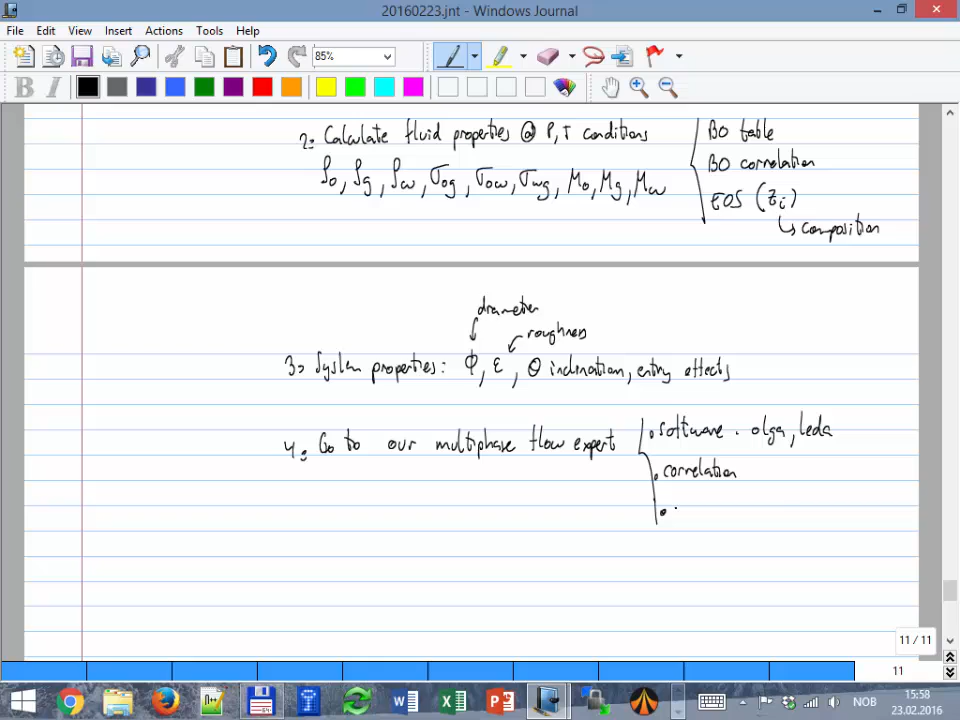 20160223.jnt - Windows Journal
File Edit View Insert Actions Tools Help
85%
B I
2. Calculate fluid properties @ P, T conditions
ρo, ρg, ρw, σog, σow, σwg, μo, μg, μw
BO table
BO correlation
EOS (Zi)
composition
diameter
roughness
3. System properties: Φ, ε, θ inclination, entry effects
4. Go to our multiphase flow expert
. software . olga, leda
. correlation
.
11 / 11
11
NOB
15:58
23.02.2016